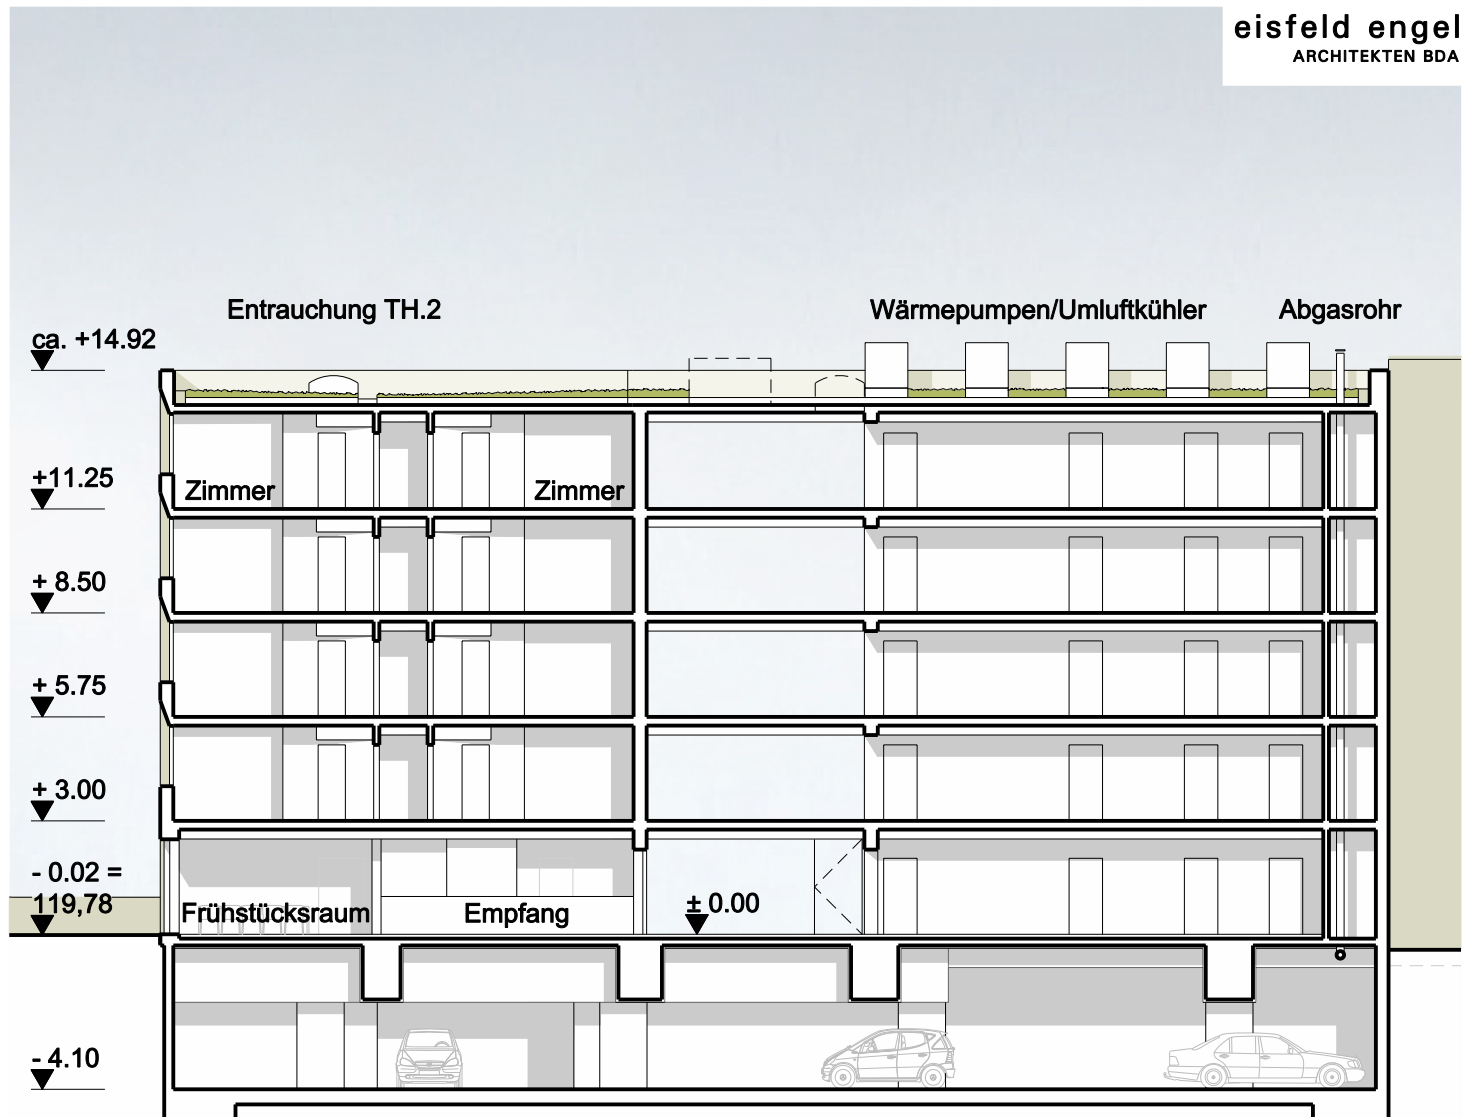 eisfeld engel
ARCHITEKTEN BDA
Entrauchung TH.2
Wärmepumpen/Umluftkühler
Abgasrohr
ca. +14.92
+11.25
Zimmer
Zimmer
+ 8.50
+ 5.75
+ 3.00
- 0.02 =
119,78
Frühstücksraum
Empfang
± 0.00
- 4.10